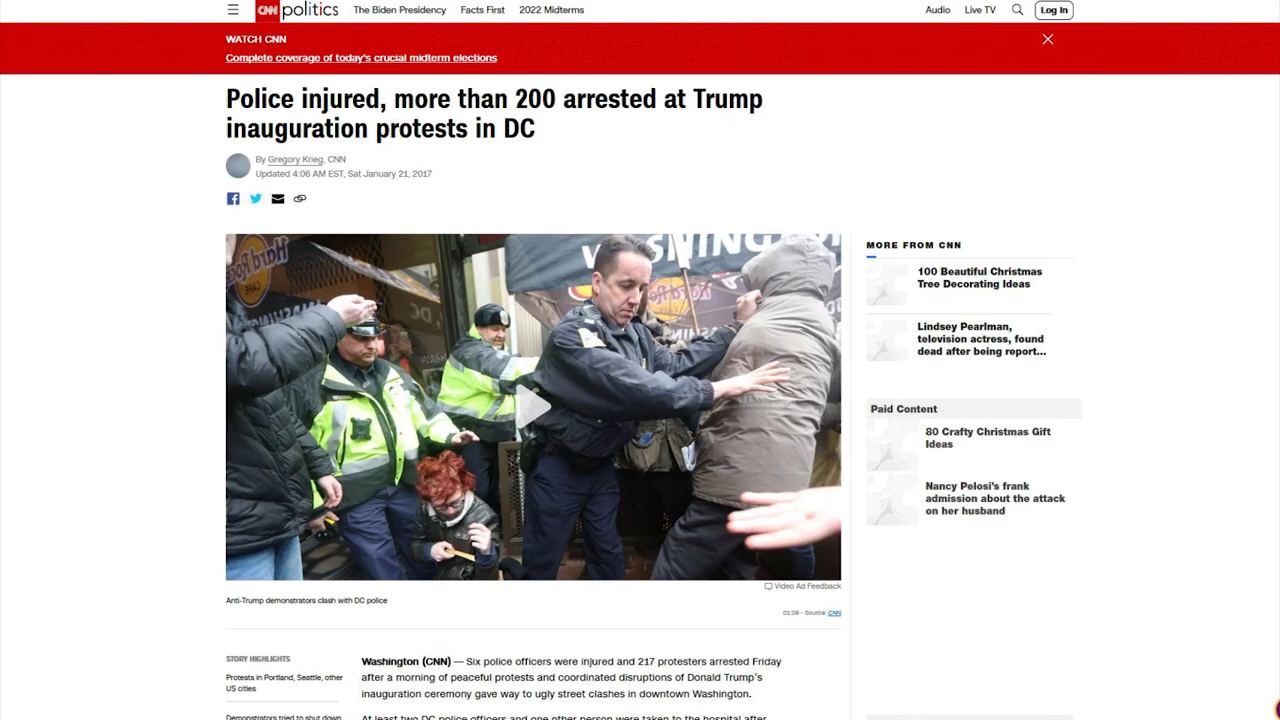 CNN politics The Biden Presidency Facts First 2022 Midterms Audio Live TV Log In
WATCH CNN
Complete coverage of today's crucial midterm elections
Police injured, more than 200 arrested at Trump
inauguration protests in DC
By Gregory Krieg, CNN
Updated 4:06 AM EST, Sat January 21, 2017
WASHING
Hard Rock
CAFE
Video Ad Feedback
Anti-Trump demonstrators clash with DC police
01:09 - Source: CNN
STORY HIGHLIGHTS
Protests in Portland, Seattle, other
US cities
Demonstrators tried to shut down
Washington (CNN) — Six police officers were injured and 217 protesters arrested Friday
after a morning of peaceful protests and coordinated disruptions of Donald Trump's
inauguration ceremony gave way to ugly street clashes in downtown Washington.
At least two DC police officers and one other person were taken to the hospital after
MORE FROM CNN
100 Beautiful Christmas
Tree Decorating Ideas
Lindsey Pearlman,
television actress, found
dead after being report...
Paid Content
80 Crafty Christmas Gift
Ideas
Nancy Pelosi's frank
admission about the attack
on her husband